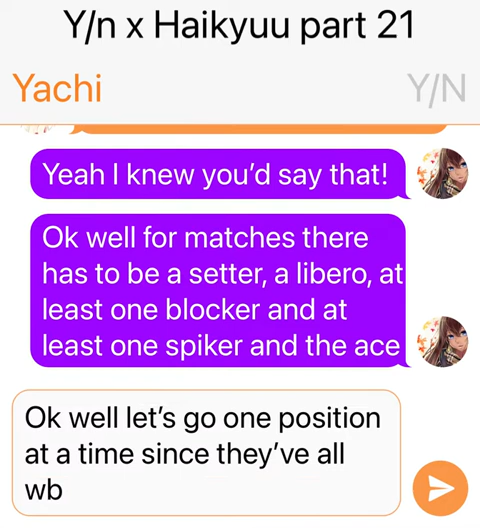 Y/n x Haikyuu part 21
Yachi
Y/N
Yeah I knew you'd say that!
Ok well for matches there
has to be a setter, a libero, at
least one blocker and at
least one spiker and the ace
Ok well let's go one position
at a time since they've all
wb